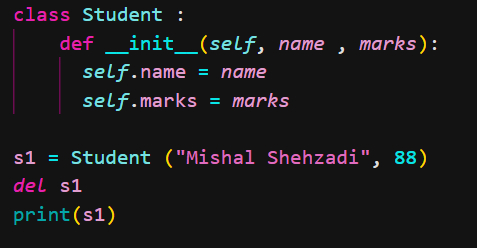 class Student :
    def __init__(self, name , marks):
      self.name = name
      self.marks = marks

s1 = Student ("Mishal Shehzadi", 88)
del s1
print(s1)